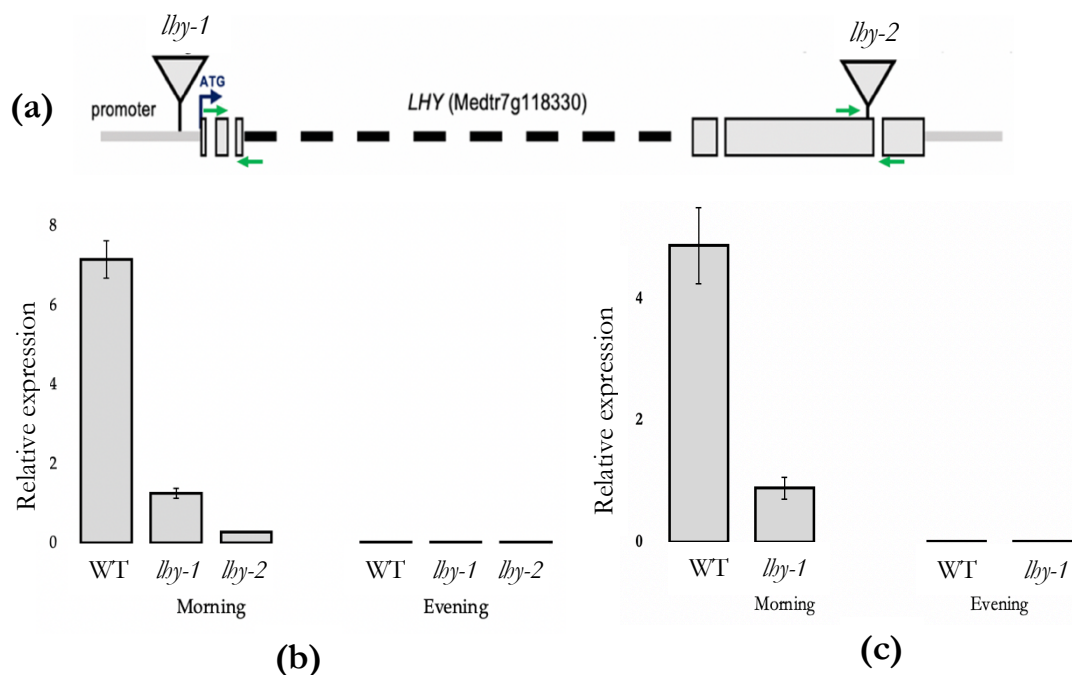 lhy-1
lhy-2
(a)
promoter
ATG
LHY (Medtr7g118330)
Relative expression
8
6
4
2
0
WT lhy-1 lhy-2
Morning
WT lhy-1 lhy-2
Evening
(b)
Relative expression
4
2
0
WT lhy-1
Morning
WT lhy-1
Evening
(c)